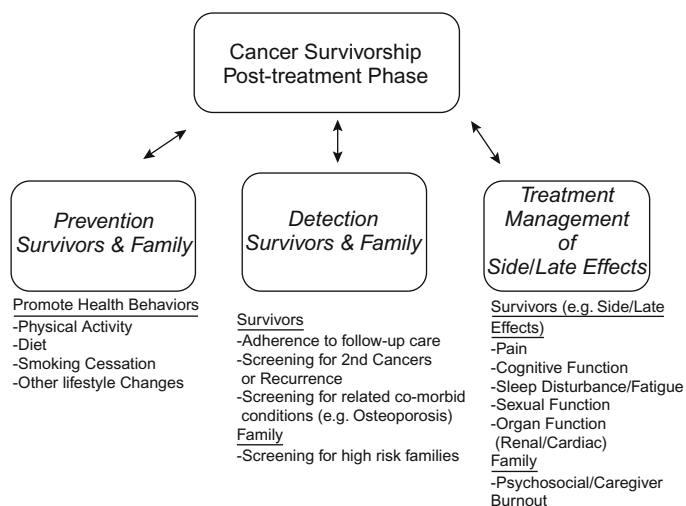 Cancer Survivorship
Post-treatment Phase
Prevention
Survivors & Family
Promote Health Behaviors
-Physical Activity
-Diet
-Smoking Cessation
-Other lifestyle Changes
Detection
Survivors & Family
Survivors
-Adherence to follow-up care
-Screening for 2nd Cancers
or Recurrence
-Screening for related co-morbid
conditions (e.g. Osteoporosis)
Family
-Screening for high risk families
Treatment
Management
of
Side/Late Effects
Survivors (e.g. Side/Late
Effects)
-Pain
-Cognitive Function
-Sleep Disturbance/Fatigue
-Sexual Function
-Organ Function
(Renal/Cardiac)
Family
-Psychosocial/Caregiver
Burnout